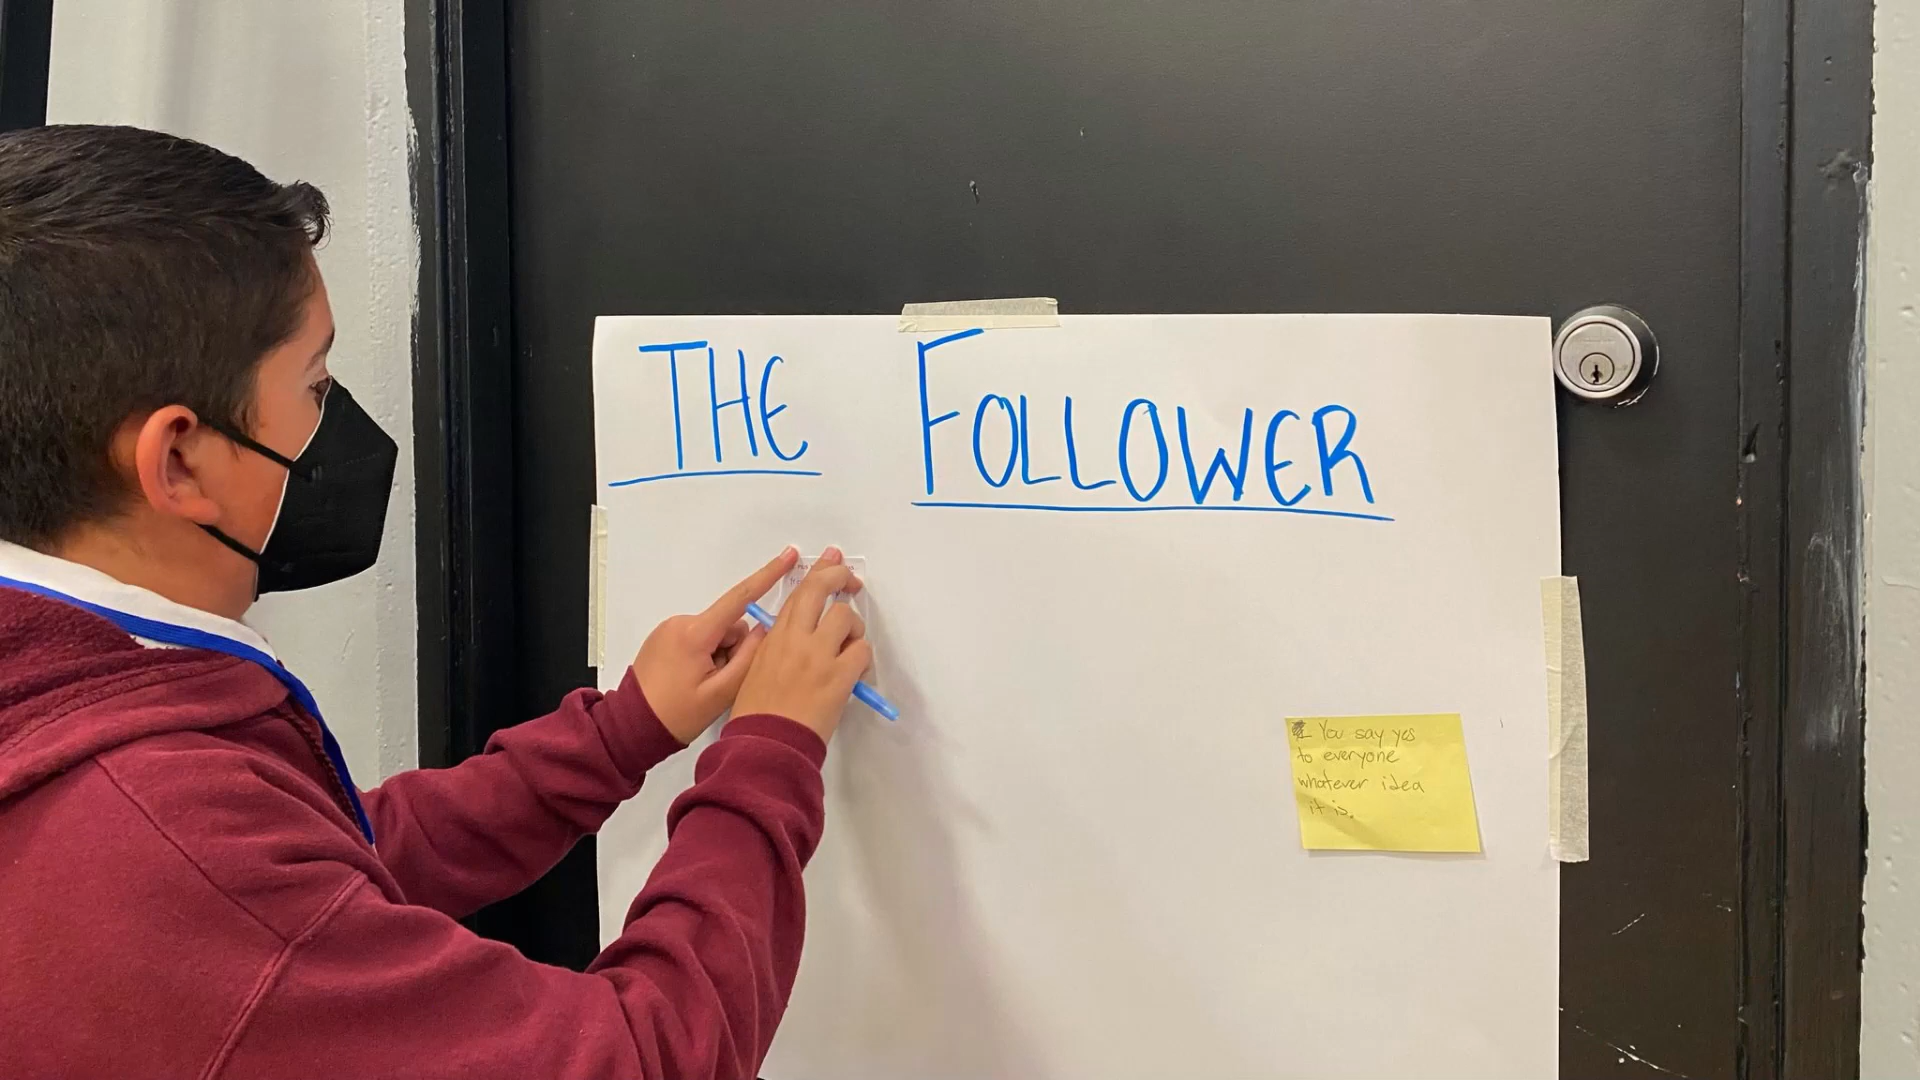 THE FOLLOWER
You say yes
to everyone
whatever idea
it is.